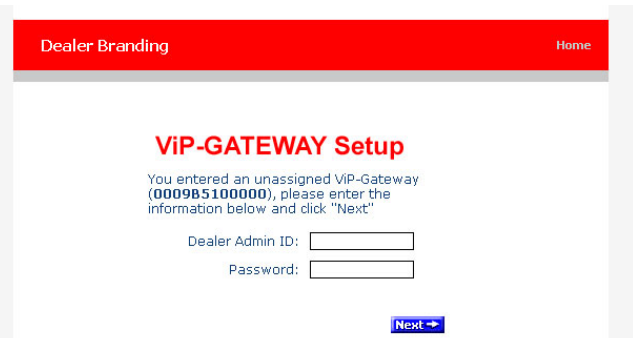 Dealer Branding
Home
ViP-GATEWAY Setup
You entered an unassigned ViP-Gateway
(0009B5100000), please enter the
information below and click "Next"
Dealer Admin ID:
Password:
Next